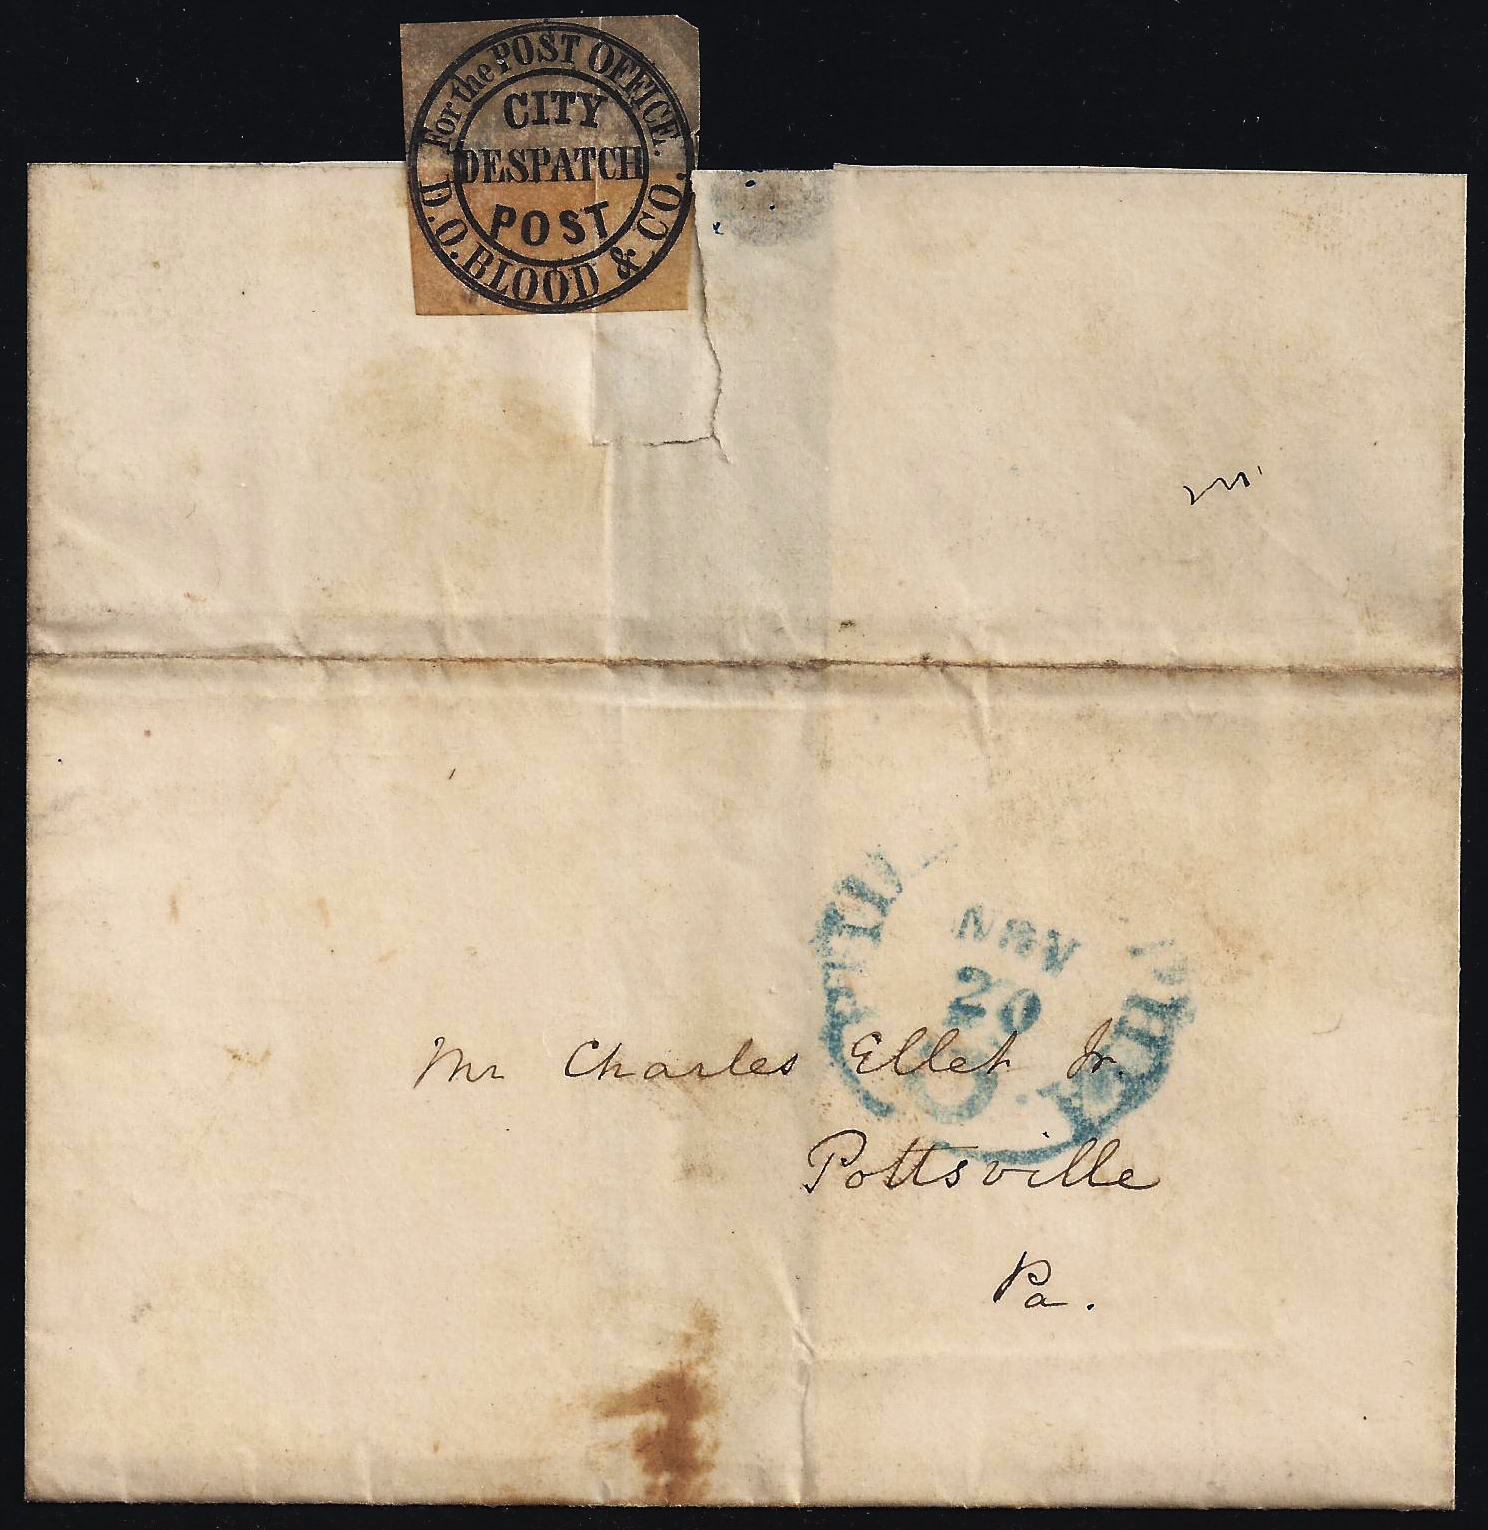 For the POST OFFICE.
CITY
DESPATCH
POST
D.O.BLOOD & CO.
NOV
20
Mr Charles Ellet Jr.
Pottsville
Pa.